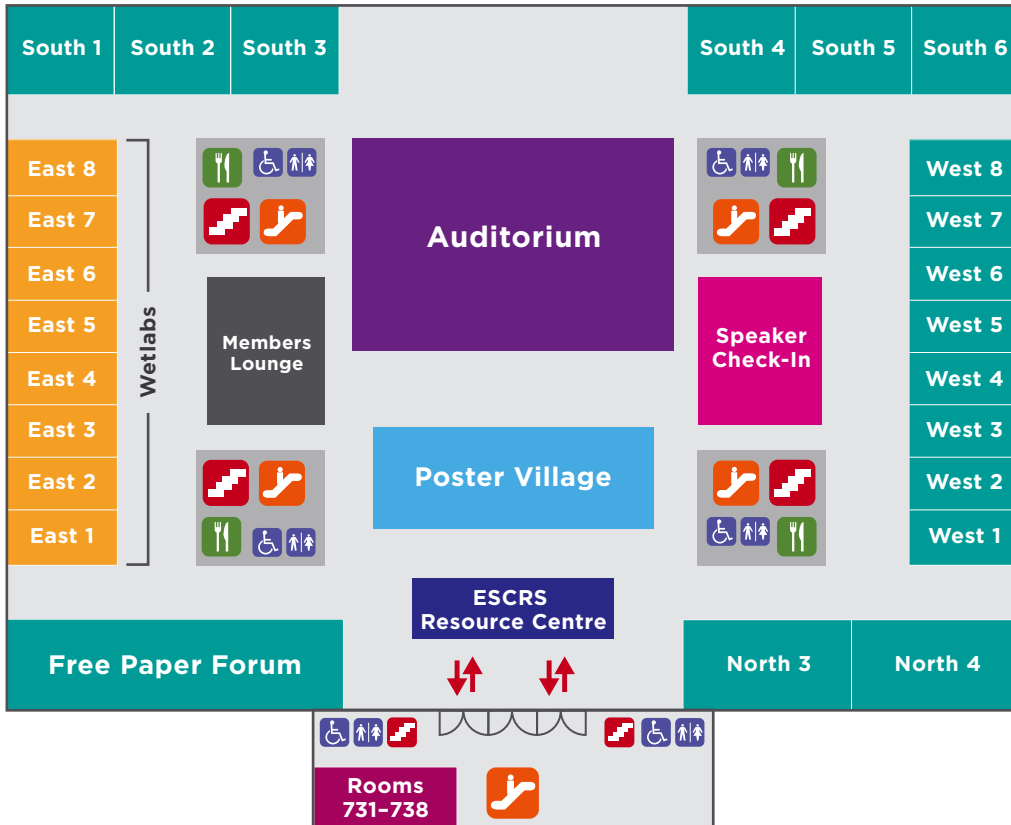 South 1
South 2
South 3
South 4
South 5
South 6
East 8
East 7
East 6
East 5
East 4
East 3
East 2
East 1
Wetlabs
Members
Lounge
Auditorium
Speaker
Check-In
Poster Village
West 8
West 7
West 6
West 5
West 4
West 3
West 2
West 1
ESCRS
Resource Centre
Free Paper Forum
North 3
North 4
Rooms
731–738